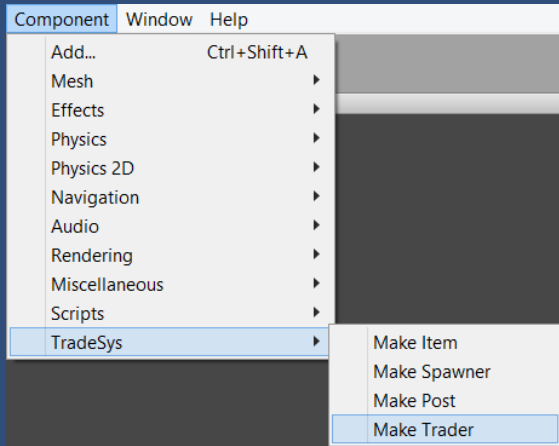 Component Window Help
Add... Ctrl+Shift+A
Mesh
Effects
Physics
Physics 2D
Navigation
Audio
Rendering
Miscellaneous
Scripts
TradeSys
Make Item
Make Spawner
Make Post
Make Trader